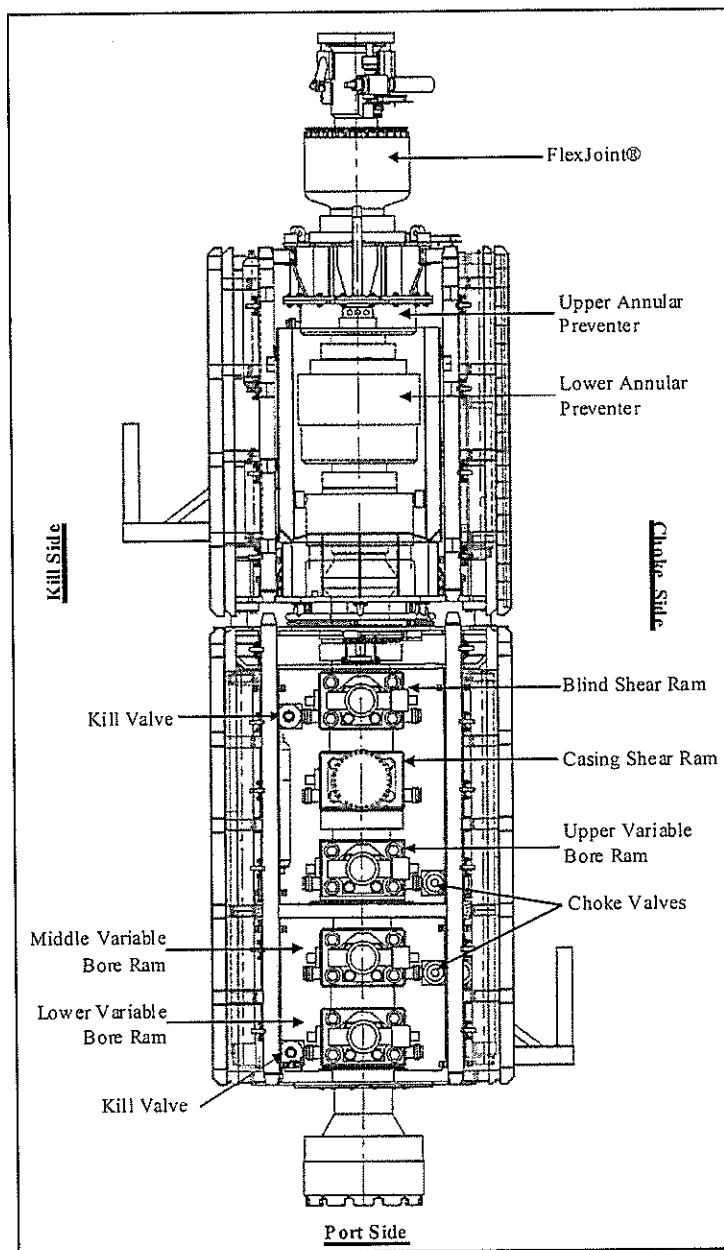 FlexJoint®
Upper Annular
Preventer
Lower Annular
Preventer
Kill Side
Choke Side
Blind Shear Ram
Kill Valve
Casing Shear Ram
Upper Variable
Bore Ram
Choke Valves
Middle Variable
Bore Ram
Lower Variable
Bore Ram
Kill Valve
Port Side